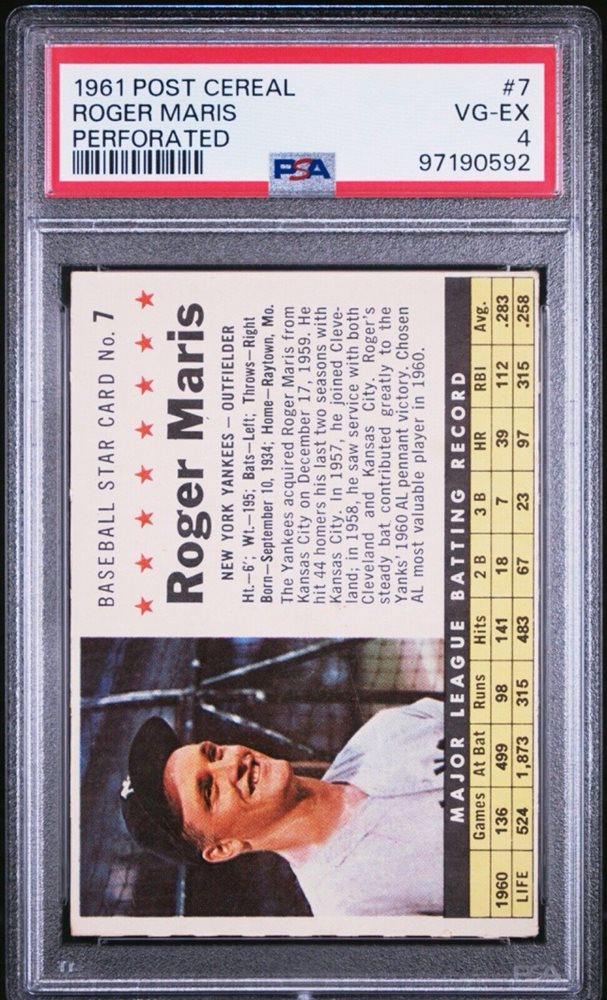 1961 POST CEREAL #7
ROGER MARIS VG-EX
PERFORATED 4
97190592
PSA
BASEBALL STAR CARD No. 7
Roger Maris
NEW YORK YANKEES – OUTFIELDER
Ht.—6'; Wt.—195; Bats—Left; Throws—Right
Born—September 10, 1934; Home—Raytown, Mo.
The Yankees acquired Roger Maris from
Kansas City on December 17, 1959. He
hit 44 homers his last two seasons with
Kansas City. In 1957, he joined Cleve-
land; in 1958, he saw service with both
Cleveland and Kansas City. Roger's
steady bat contributed greatly to the
Yanks' 1960 AL pennant victory. Chosen
AL most valuable player in 1960.
MAJOR LEAGUE BATTING RECORD
Games At Bat Runs Hits 2 B 3 B HR RBI Avg.
1960 136 499 98 141 18 7 39 112 .283
LIFE 524 1,873 315 483 67 23 97 315 .258
PSA